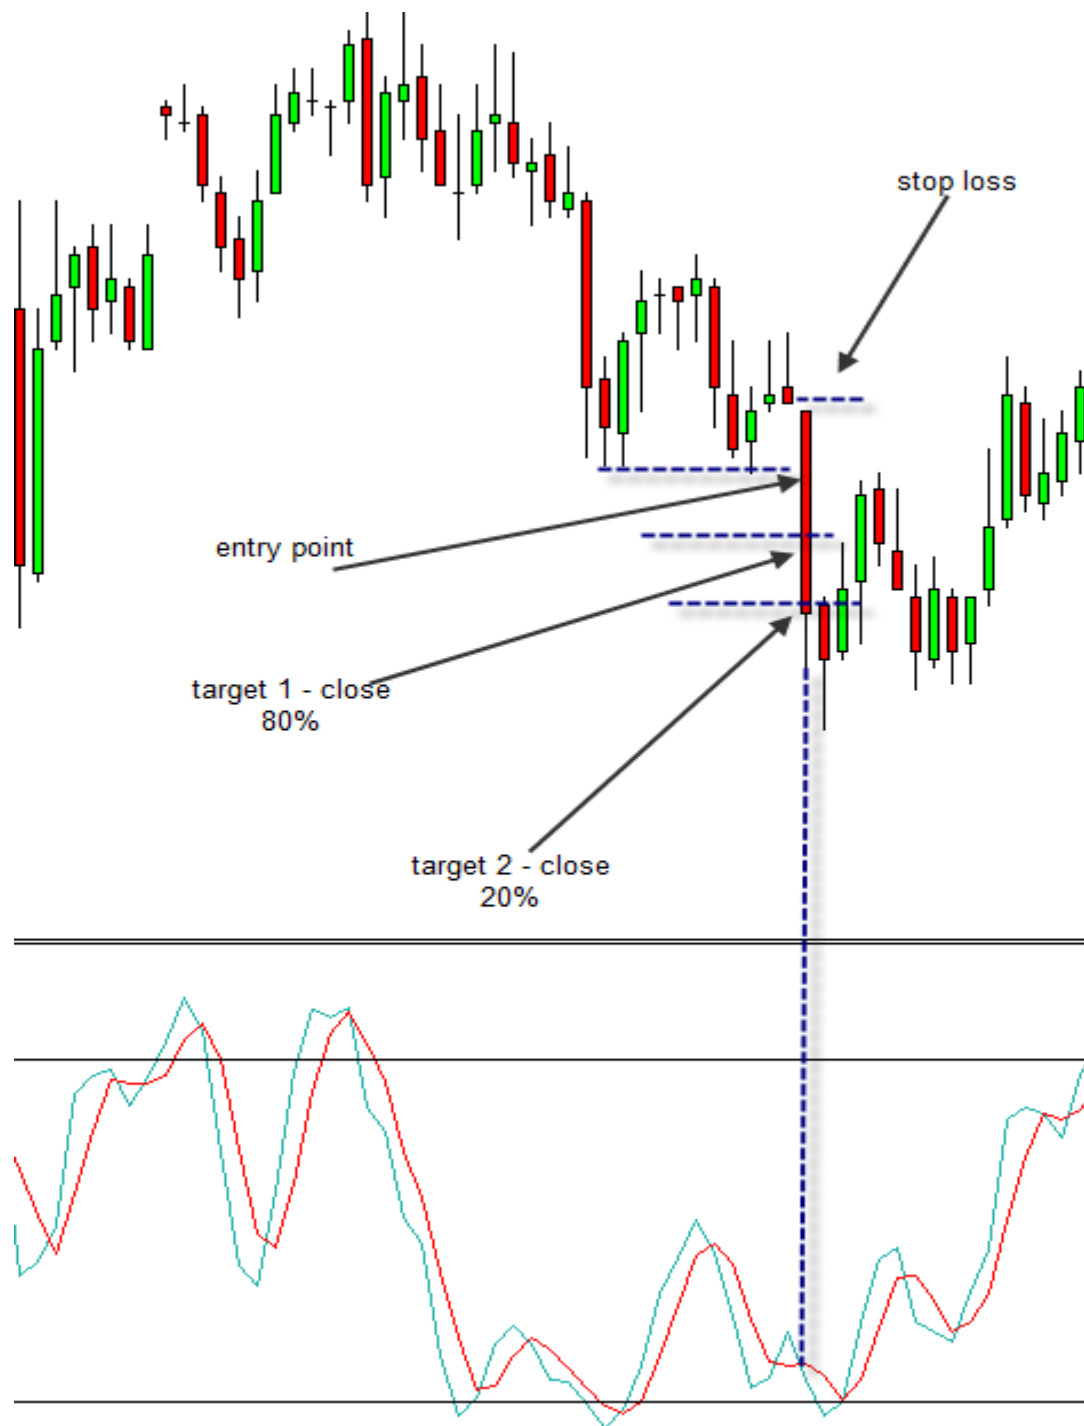 stop loss
entry point
target 1 - close
80%
target 2 - close
20%